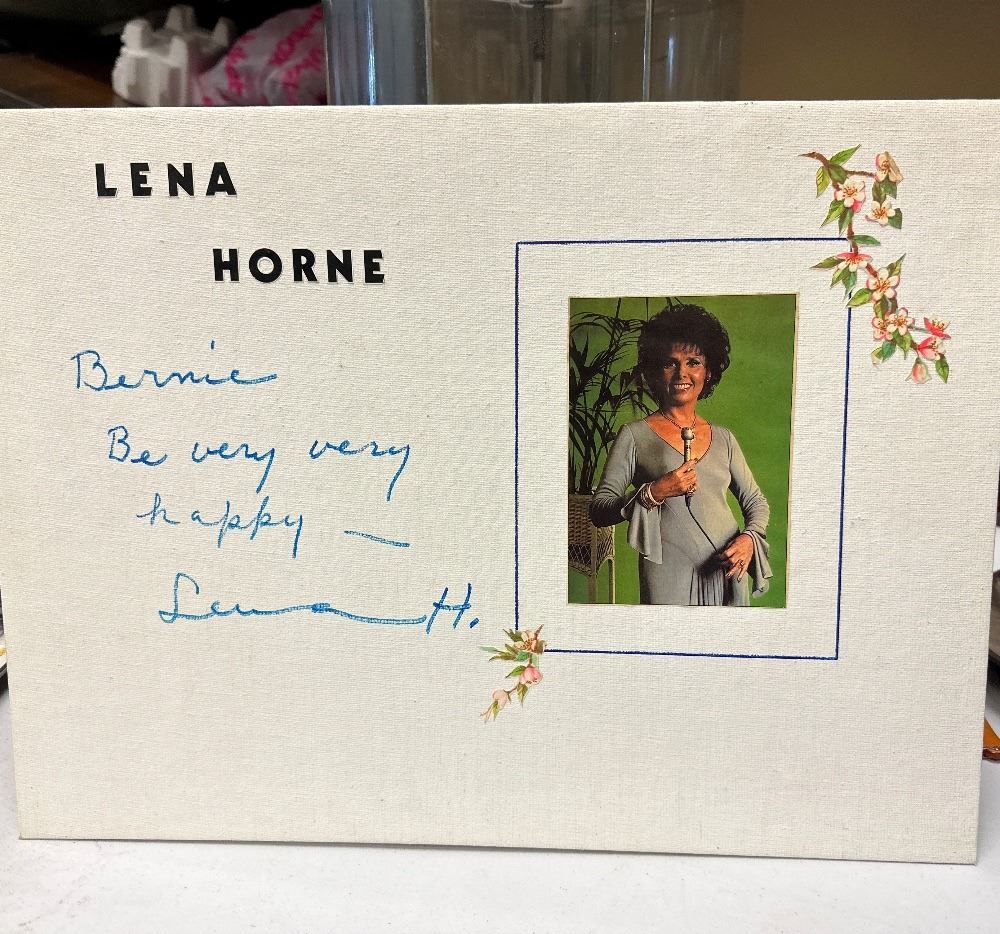 LENA
HORNE
Bernie
Be very very
happy —
Lena H.